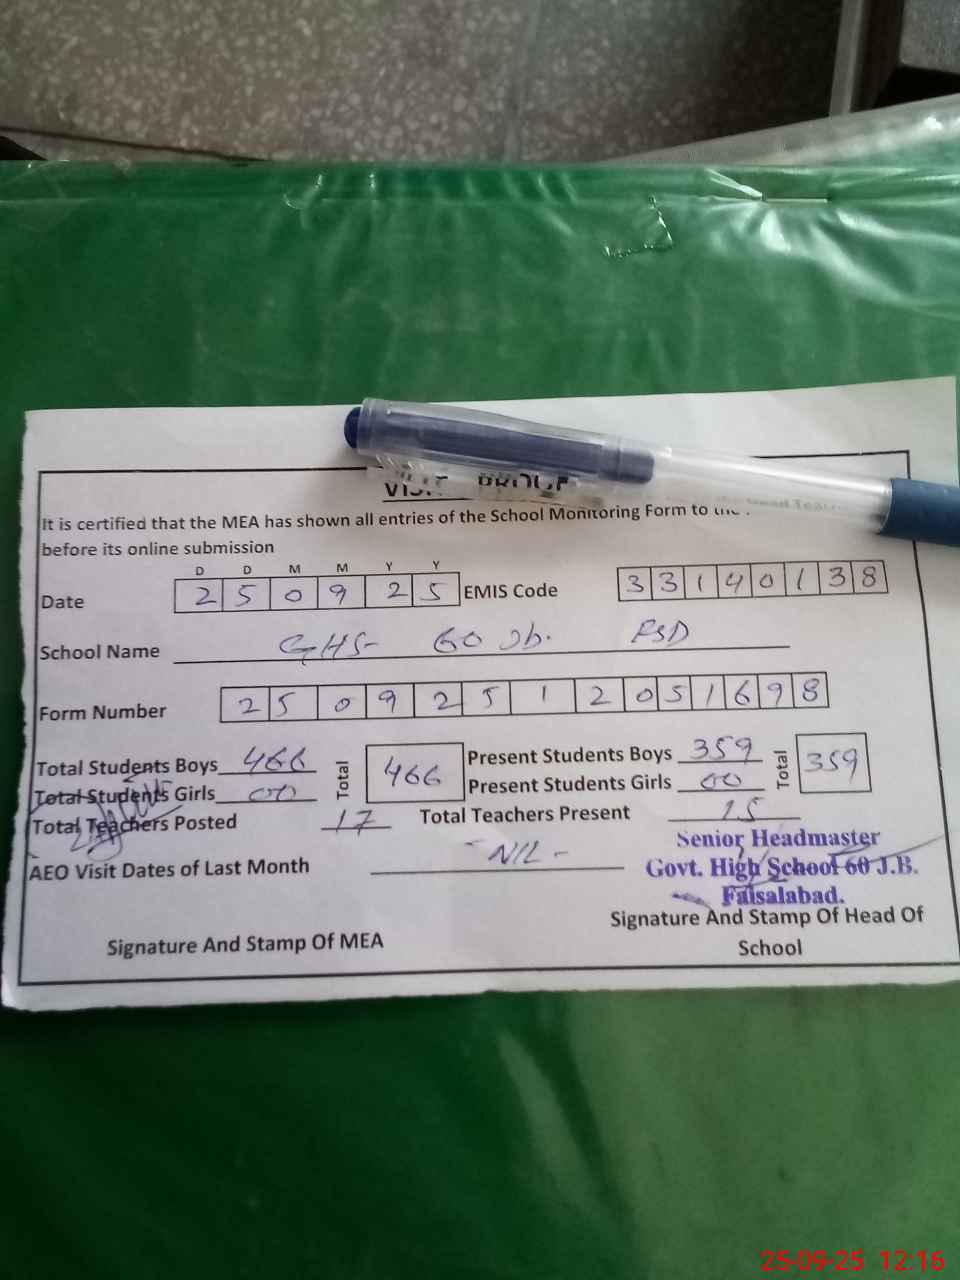 VISIT PROOF
It is certified that the MEA has shown all entries of the School Monitoring Form to the Head Teacher
before its online submission
D D M M Y Y
Date 2 5 0 9 2 5 EMIS Code 3 3 1 4 0 1 3 8
School Name GHS- 60 Jb. FSD
Form Number 2 5 0 9 2 5 1 2 0 5 1 6 9 8
Total Students Boys 466 Total 466 Present Students Boys 359 Total 359
Total Students Girls 00 Present Students Girls 00
Total Teachers Posted 17 Total Teachers Present 15
Senior Headmaster
AEO Visit Dates of Last Month - NIL - Govt. High School 60 J.B.
Faisalabad.
Signature And Stamp Of MEA Signature And Stamp Of Head Of
School
25-09-25 12:16